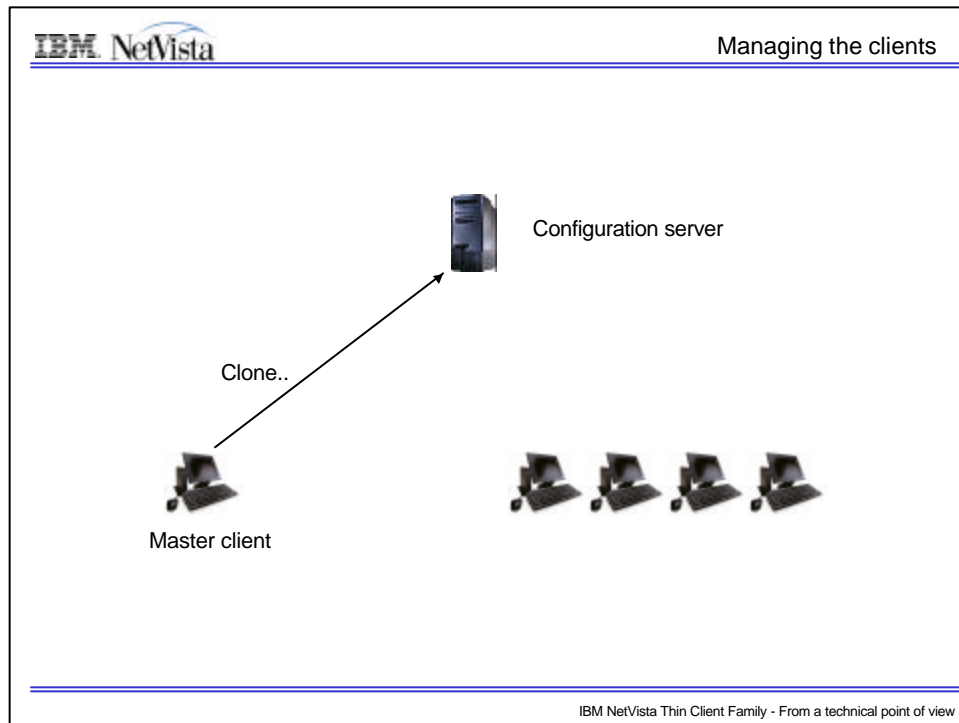 IBM NetVista
Managing the clients
Configuration server
Clone..
Master client
IBM NetVista Thin Client Family - From a technical point of view